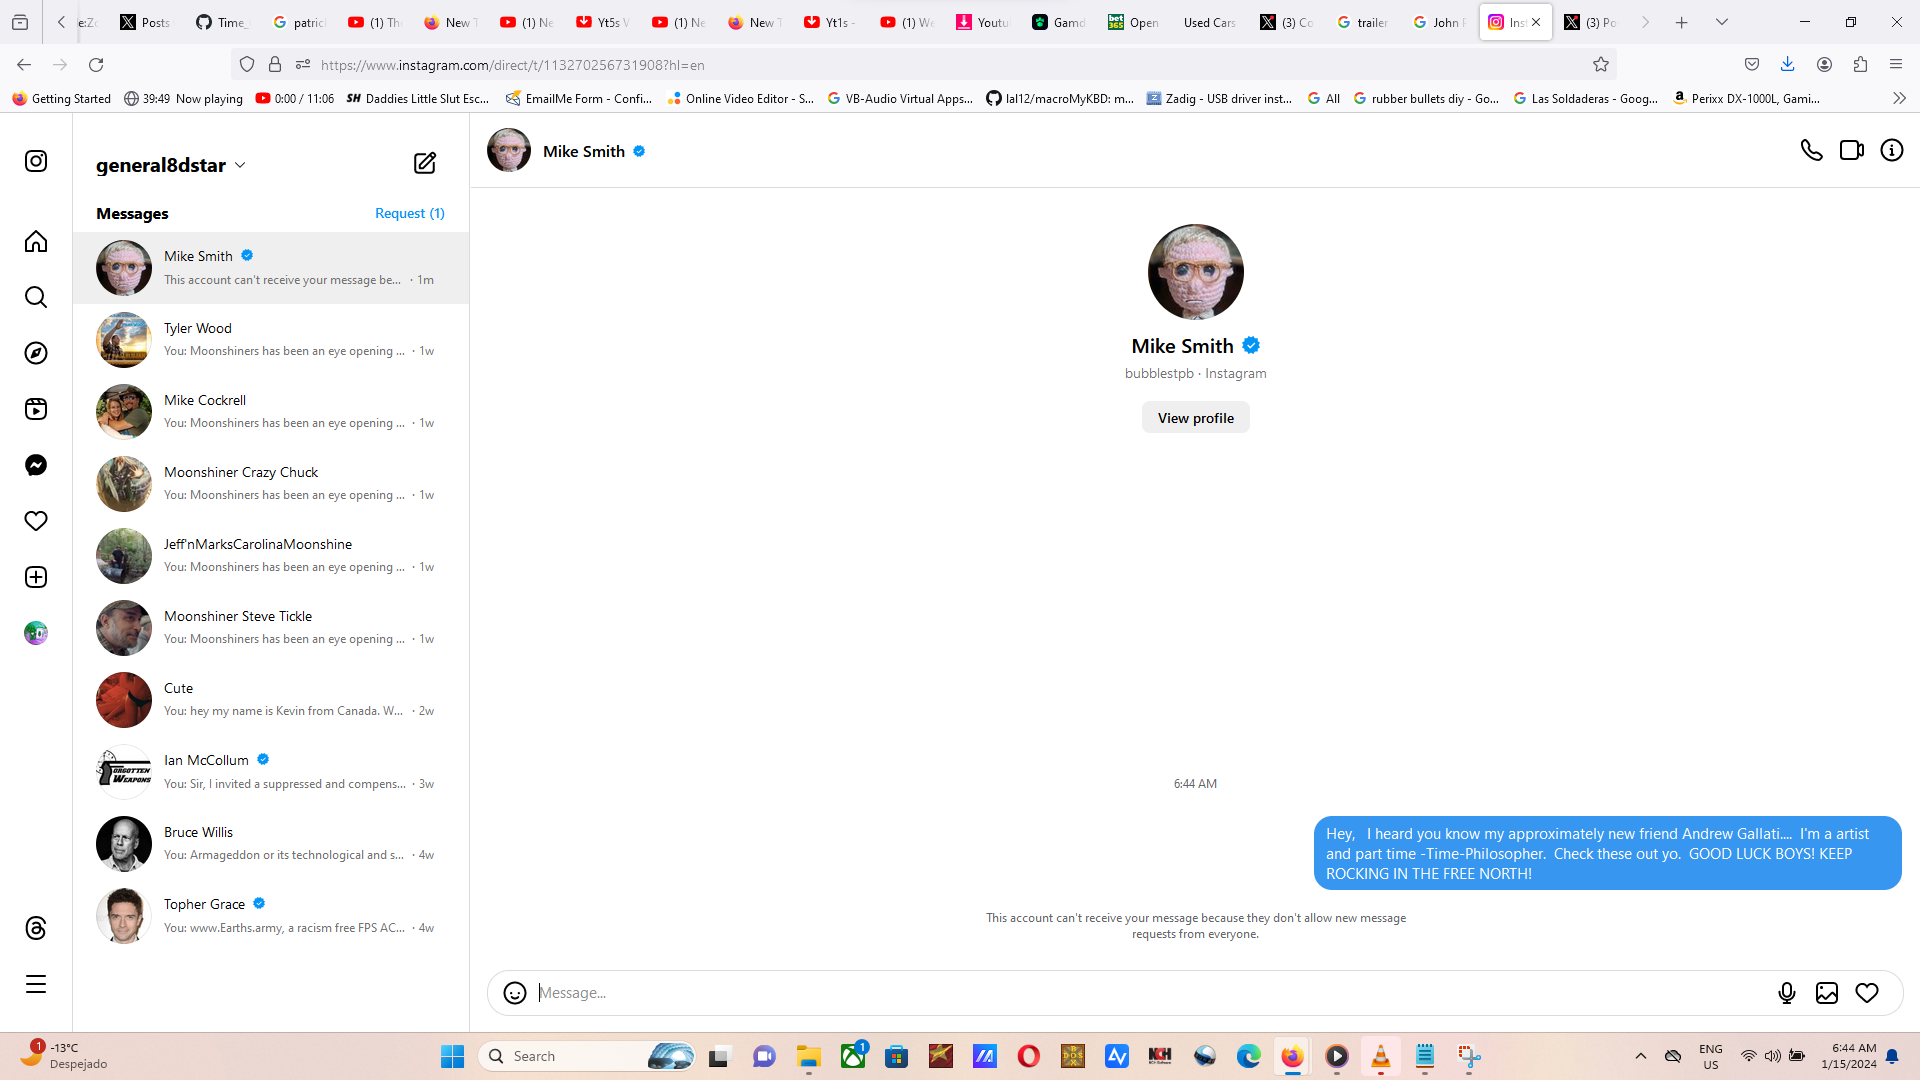 e:Zo
Posts
Time_
patric
(1) Th
New T
(1) Ne
Yt5s V
(1) Ne
New T
Yt1s -
(1) We
Youtu
Gamd
Open
Used Cars
(3) Co
trailer
John F
Inst
(3) Po
https://www.instagram.com/direct/t/113270256731908?hl=en
Getting Started
39:49 Now playing
0:00 / 11:06
SH Daddies Little Slut Esc...
EmailMe Form - Confi...
Online Video Editor - S...
VB-Audio Virtual Apps...
lal12/macroMyKBD: m...
Zadig - USB driver inst...
All
rubber bullets diy - Go...
Las Soldaderas - Goog...
Perixx DX-1000L, Gami...
general8dstar
Messages
Request (1)
Mike Smith
This account can't receive your message be... · 1m
Tyler Wood
You: Moonshiners has been an eye opening ... · 1w
Mike Cockrell
You: Moonshiners has been an eye opening ... · 1w
Moonshiner Crazy Chuck
You: Moonshiners has been an eye opening ... · 1w
Jeff'nMarksCarolinaMoonshine
You: Moonshiners has been an eye opening ... · 1w
Moonshiner Steve Tickle
You: Moonshiners has been an eye opening ... · 1w
Cute
You: hey my name is Kevin from Canada. W... · 2w
FORGOTTEN
WEAPONS
Ian McCollum
You: Sir, I invited a suppressed and compens... · 3w
Bruce Willis
You: Armageddon or its technological and s... · 4w
Topher Grace
You: www.Earths.army, a racism free FPS AC... · 4w
Mike Smith
Mike Smith
bubblestpb · Instagram
View profile
6:44 AM
Hey,   I heard you know my approximately new friend Andrew Gallati....  I'm a artist
and part time -Time-Philosopher.  Check these out yo.  GOOD LUCK BOYS! KEEP
ROCKING IN THE FREE NORTH!
This account can't receive your message because they don't allow new message
requests from everyone.
Message...
1
-13°C
Despejado
Search
1
NCH
ENG
US
6:44 AM
1/15/2024